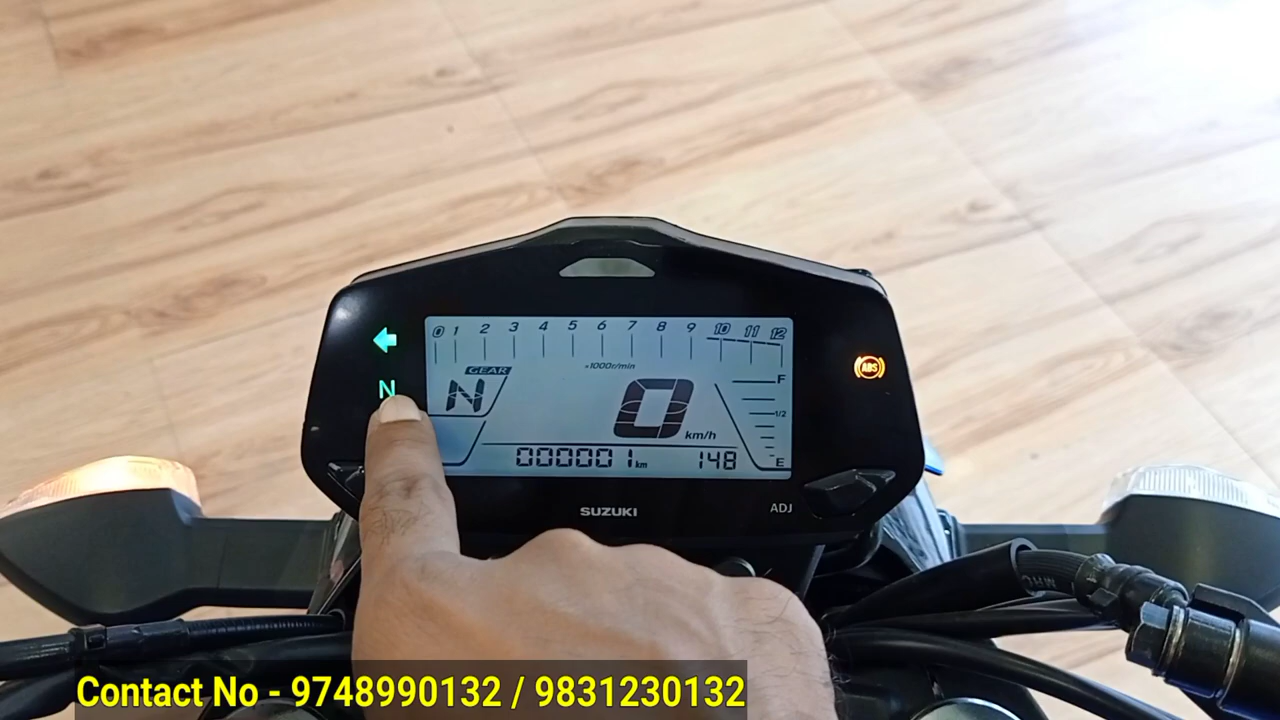 0 1 2 3 4 5 6 7 8 9 10 11 12
×1000r/min
GEAR
N
N
0
km/h
F
1/2
E
000001 km 148
ABS
SUZUKI
ADJ
Contact No - 9748990132 / 9831230132